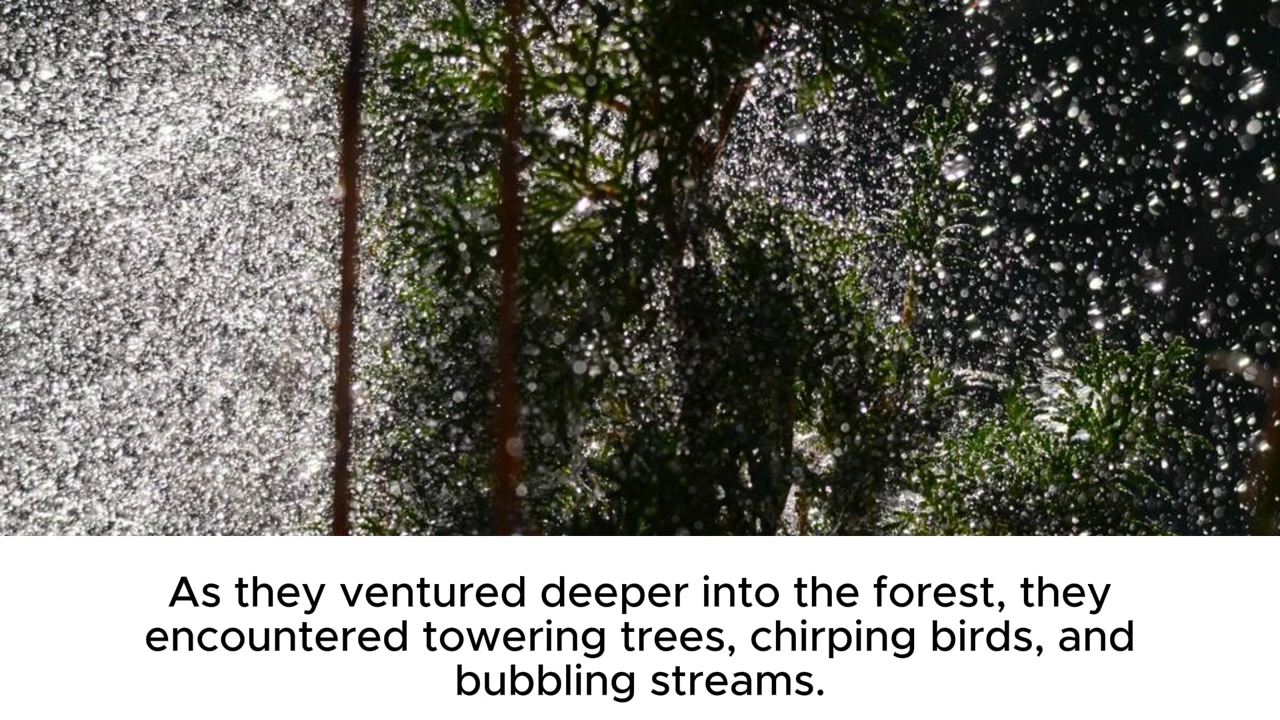 As they ventured deeper into the forest, they
encountered towering trees, chirping birds, and
bubbling streams.